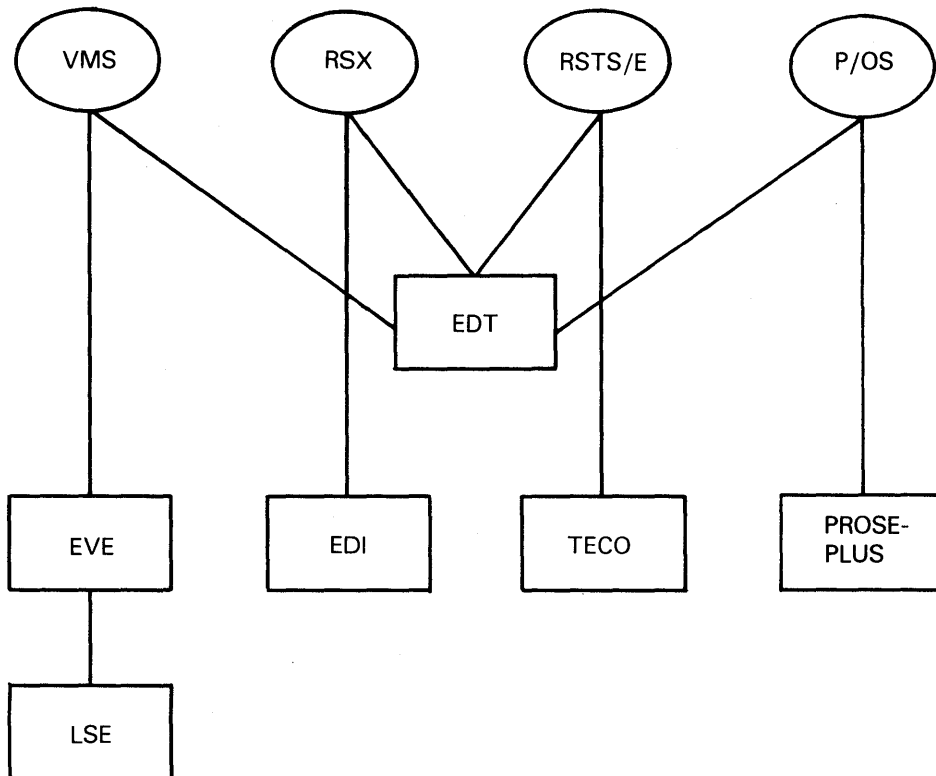 VMS
RSX
RSTS/E
P/OS
EDT
EVE
EDI
TECO
PROSE-
PLUS
LSE